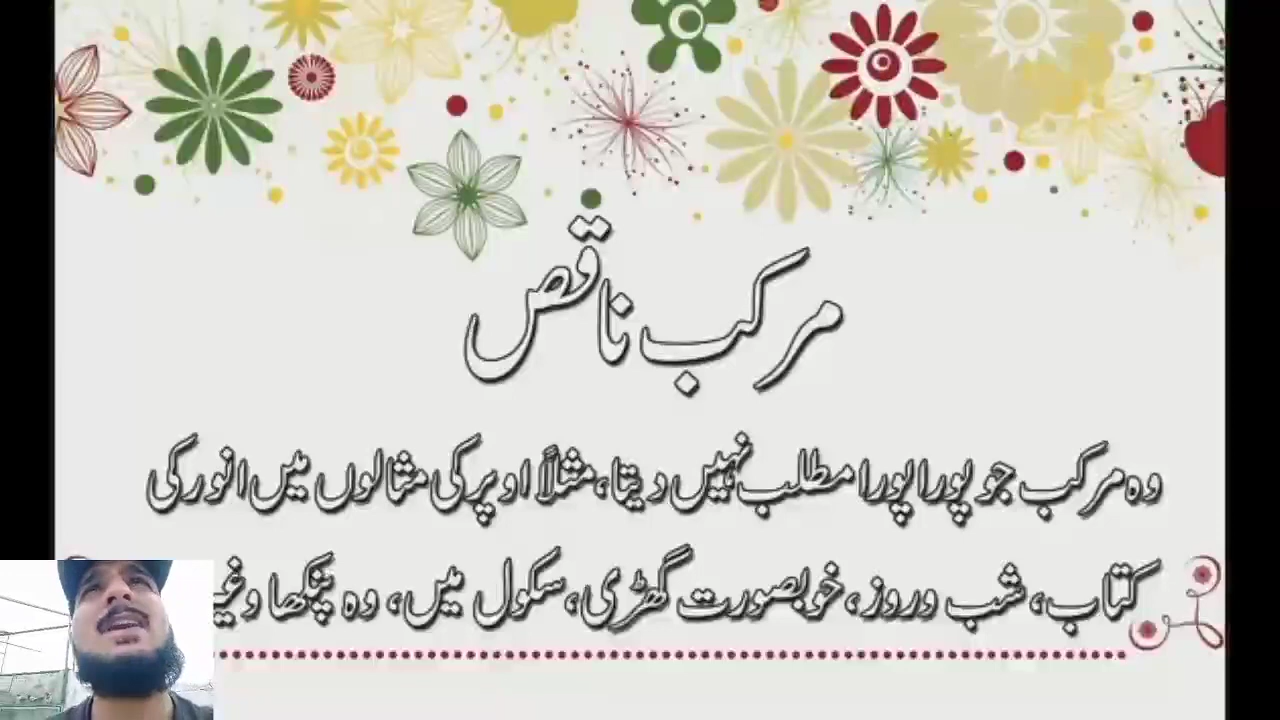 مرکب ناقص
وہ مرکب جو پورا پورا مطلب نہیں دیتا، مثلاً اوپر کی مثالوں میں انور کی
کتاب، شب و روز، خوبصورت گھڑی، سکول میں، وہ پنکھا